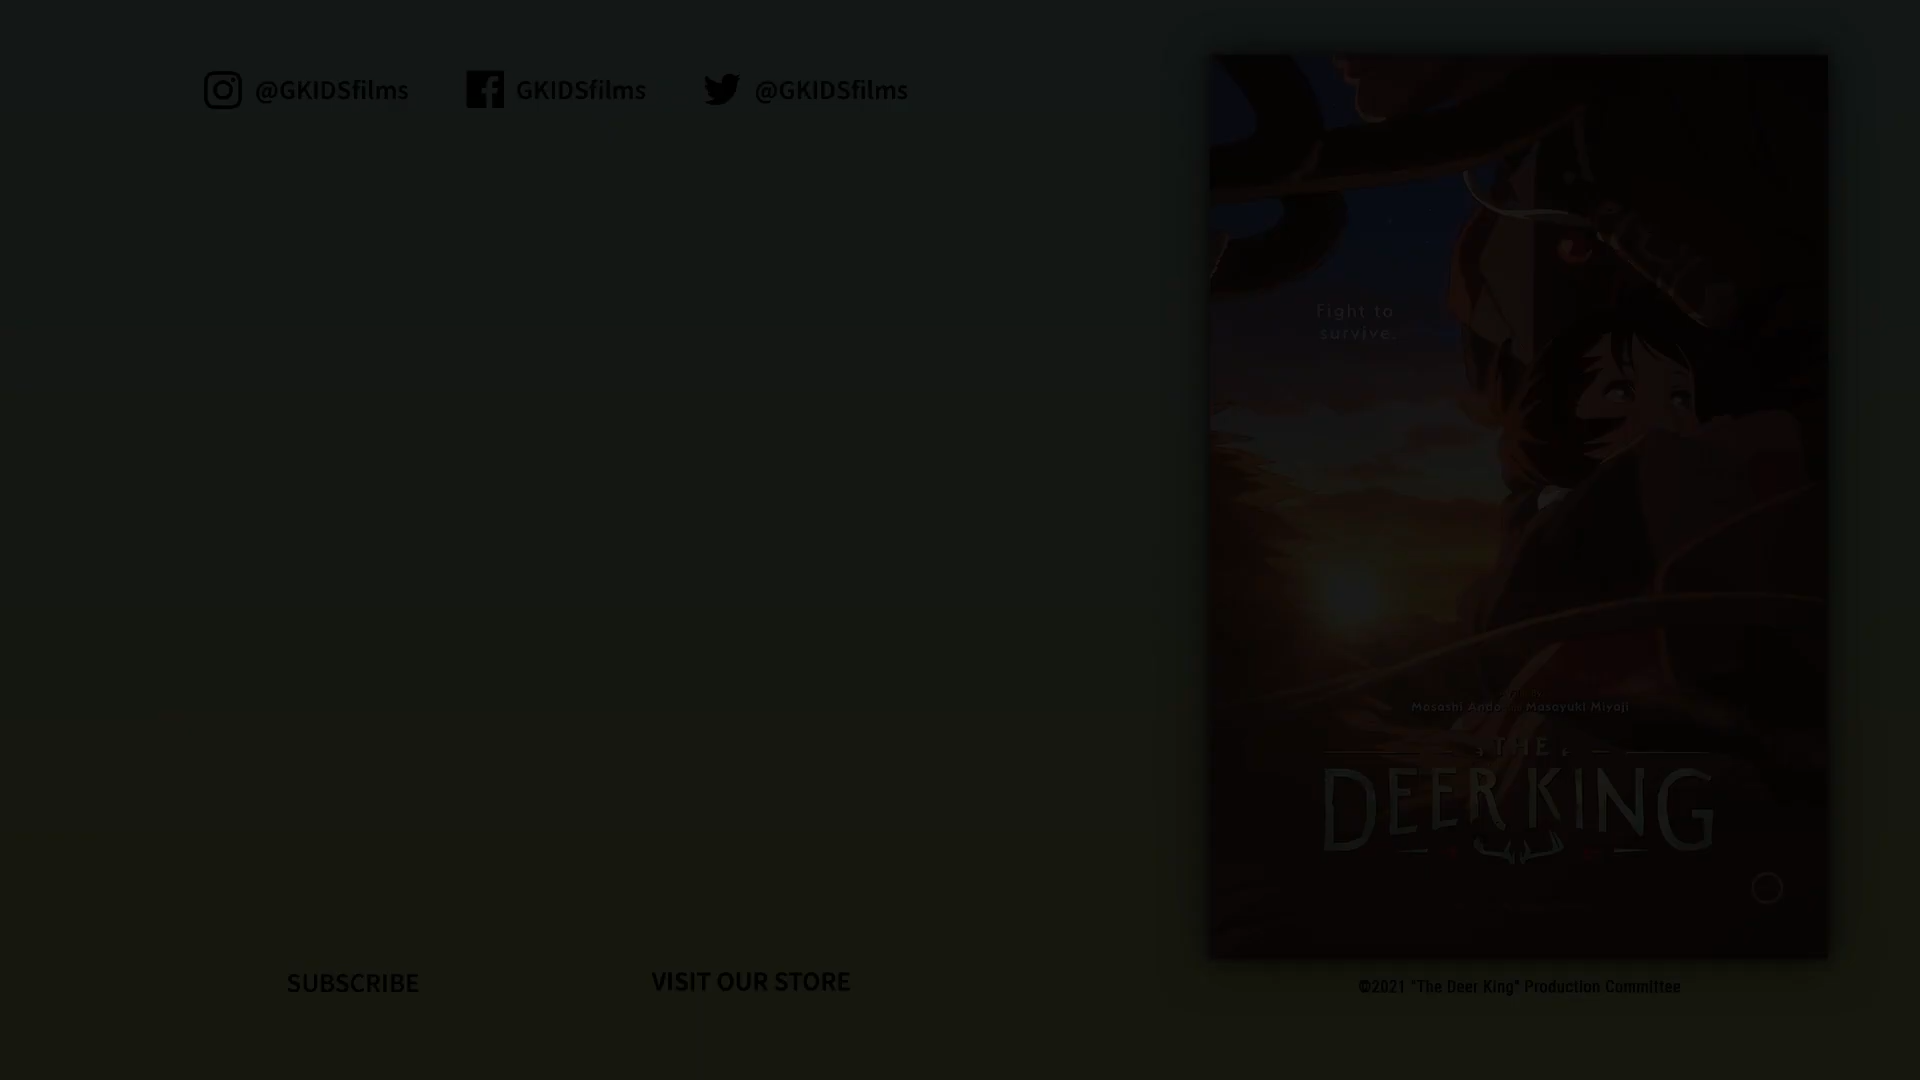 @GKIDSfilms
GKIDSfilms
@GKIDSfilms
Fight to
survive.
Masashi Ando and Masayuki Miyaji
THE
DEER KING
SUBSCRIBE
VISIT OUR STORE
©2021 "The Deer King" Production Committee